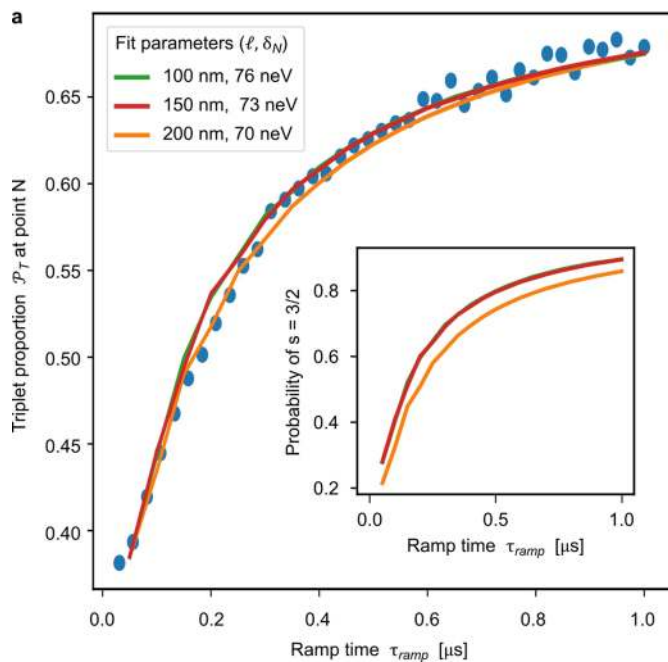 a
Fit parameters (ℓ, δ_N)
100 nm, 76 neV
150 nm, 73 neV
200 nm, 70 neV
Triplet proportion 𝒫_T at point N
0.65
0.60
0.55
0.50
0.45
0.40
0.0 0.2 0.4 0.6 0.8 1.0
Ramp time τ_ramp [μs]
Probability of s = 3/2
0.8
0.6
0.4
0.2
0.0 0.5 1.0
Ramp time τ_ramp [μs]